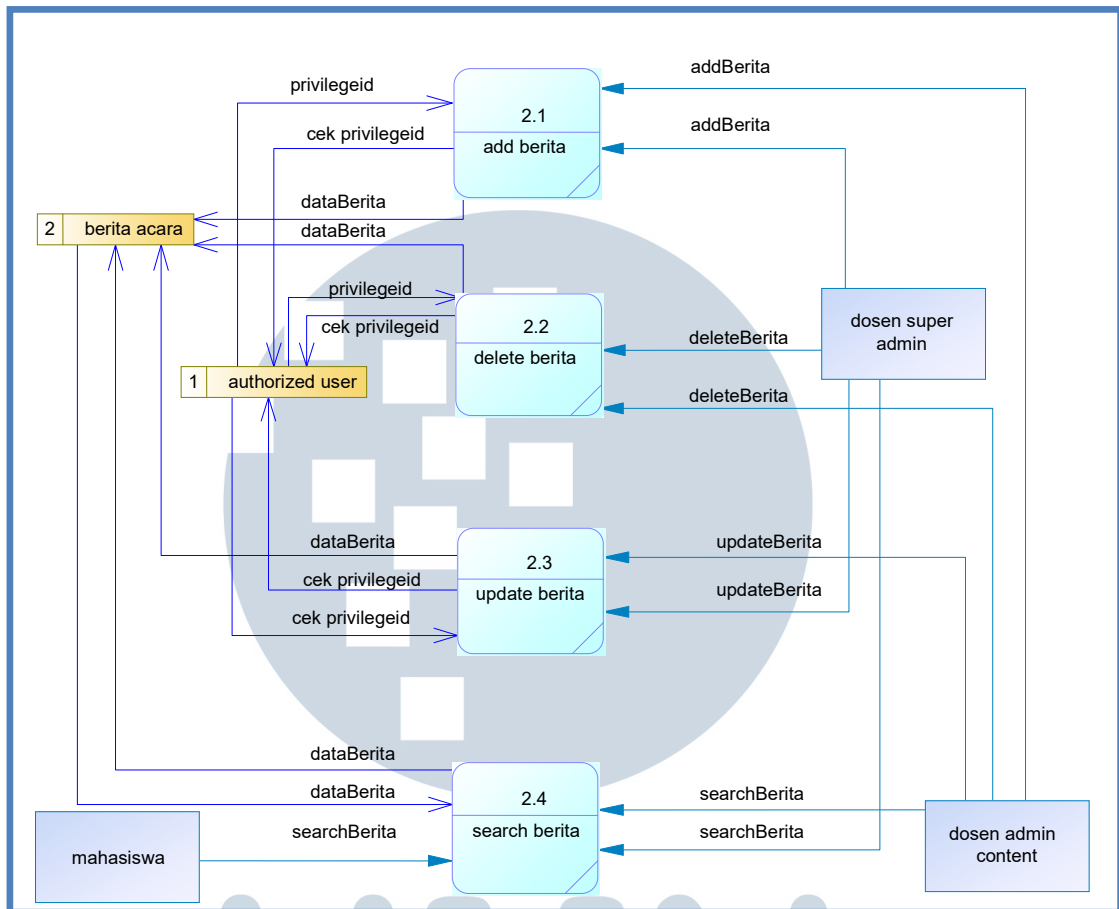 addBerita
privilegeid
2.1
add berita
addBerita
cek privilegeid
dataBerita
2 berita acara
dataBerita
privilegeid
cek privilegeid
2.2
delete berita
deleteBerita
dosen super
admin
1 authorized user
deleteBerita
dataBerita
2.3
update berita
updateBerita
cek privilegeid
updateBerita
cek privilegeid
dataBerita
dataBerita
2.4
search berita
searchBerita
searchBerita
searchBerita
mahasiswa
dosen admin
content